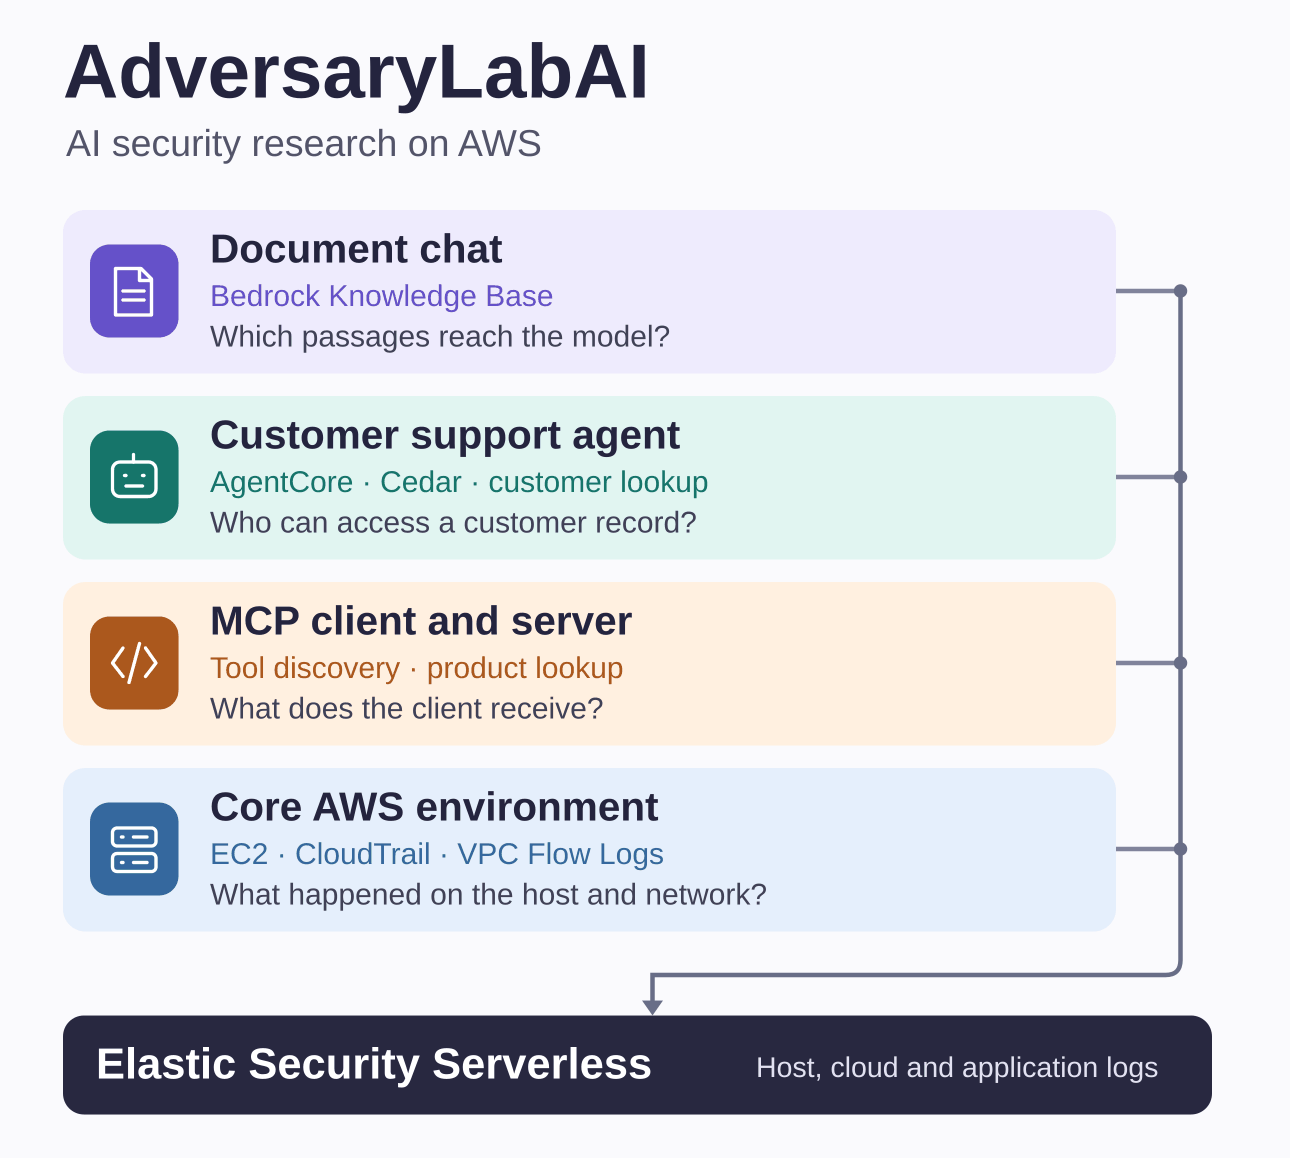 AdversaryLabAI
AI security research on AWS
Document chat
Bedrock Knowledge Base
Which passages reach the model?
Customer support agent
AgentCore · Cedar · customer lookup
Who can access a customer record?
MCP client and server
Tool discovery · product lookup
What does the client receive?
Core AWS environment
EC2 · CloudTrail · VPC Flow Logs
What happened on the host and network?
Elastic Security Serverless
Host, cloud and application logs